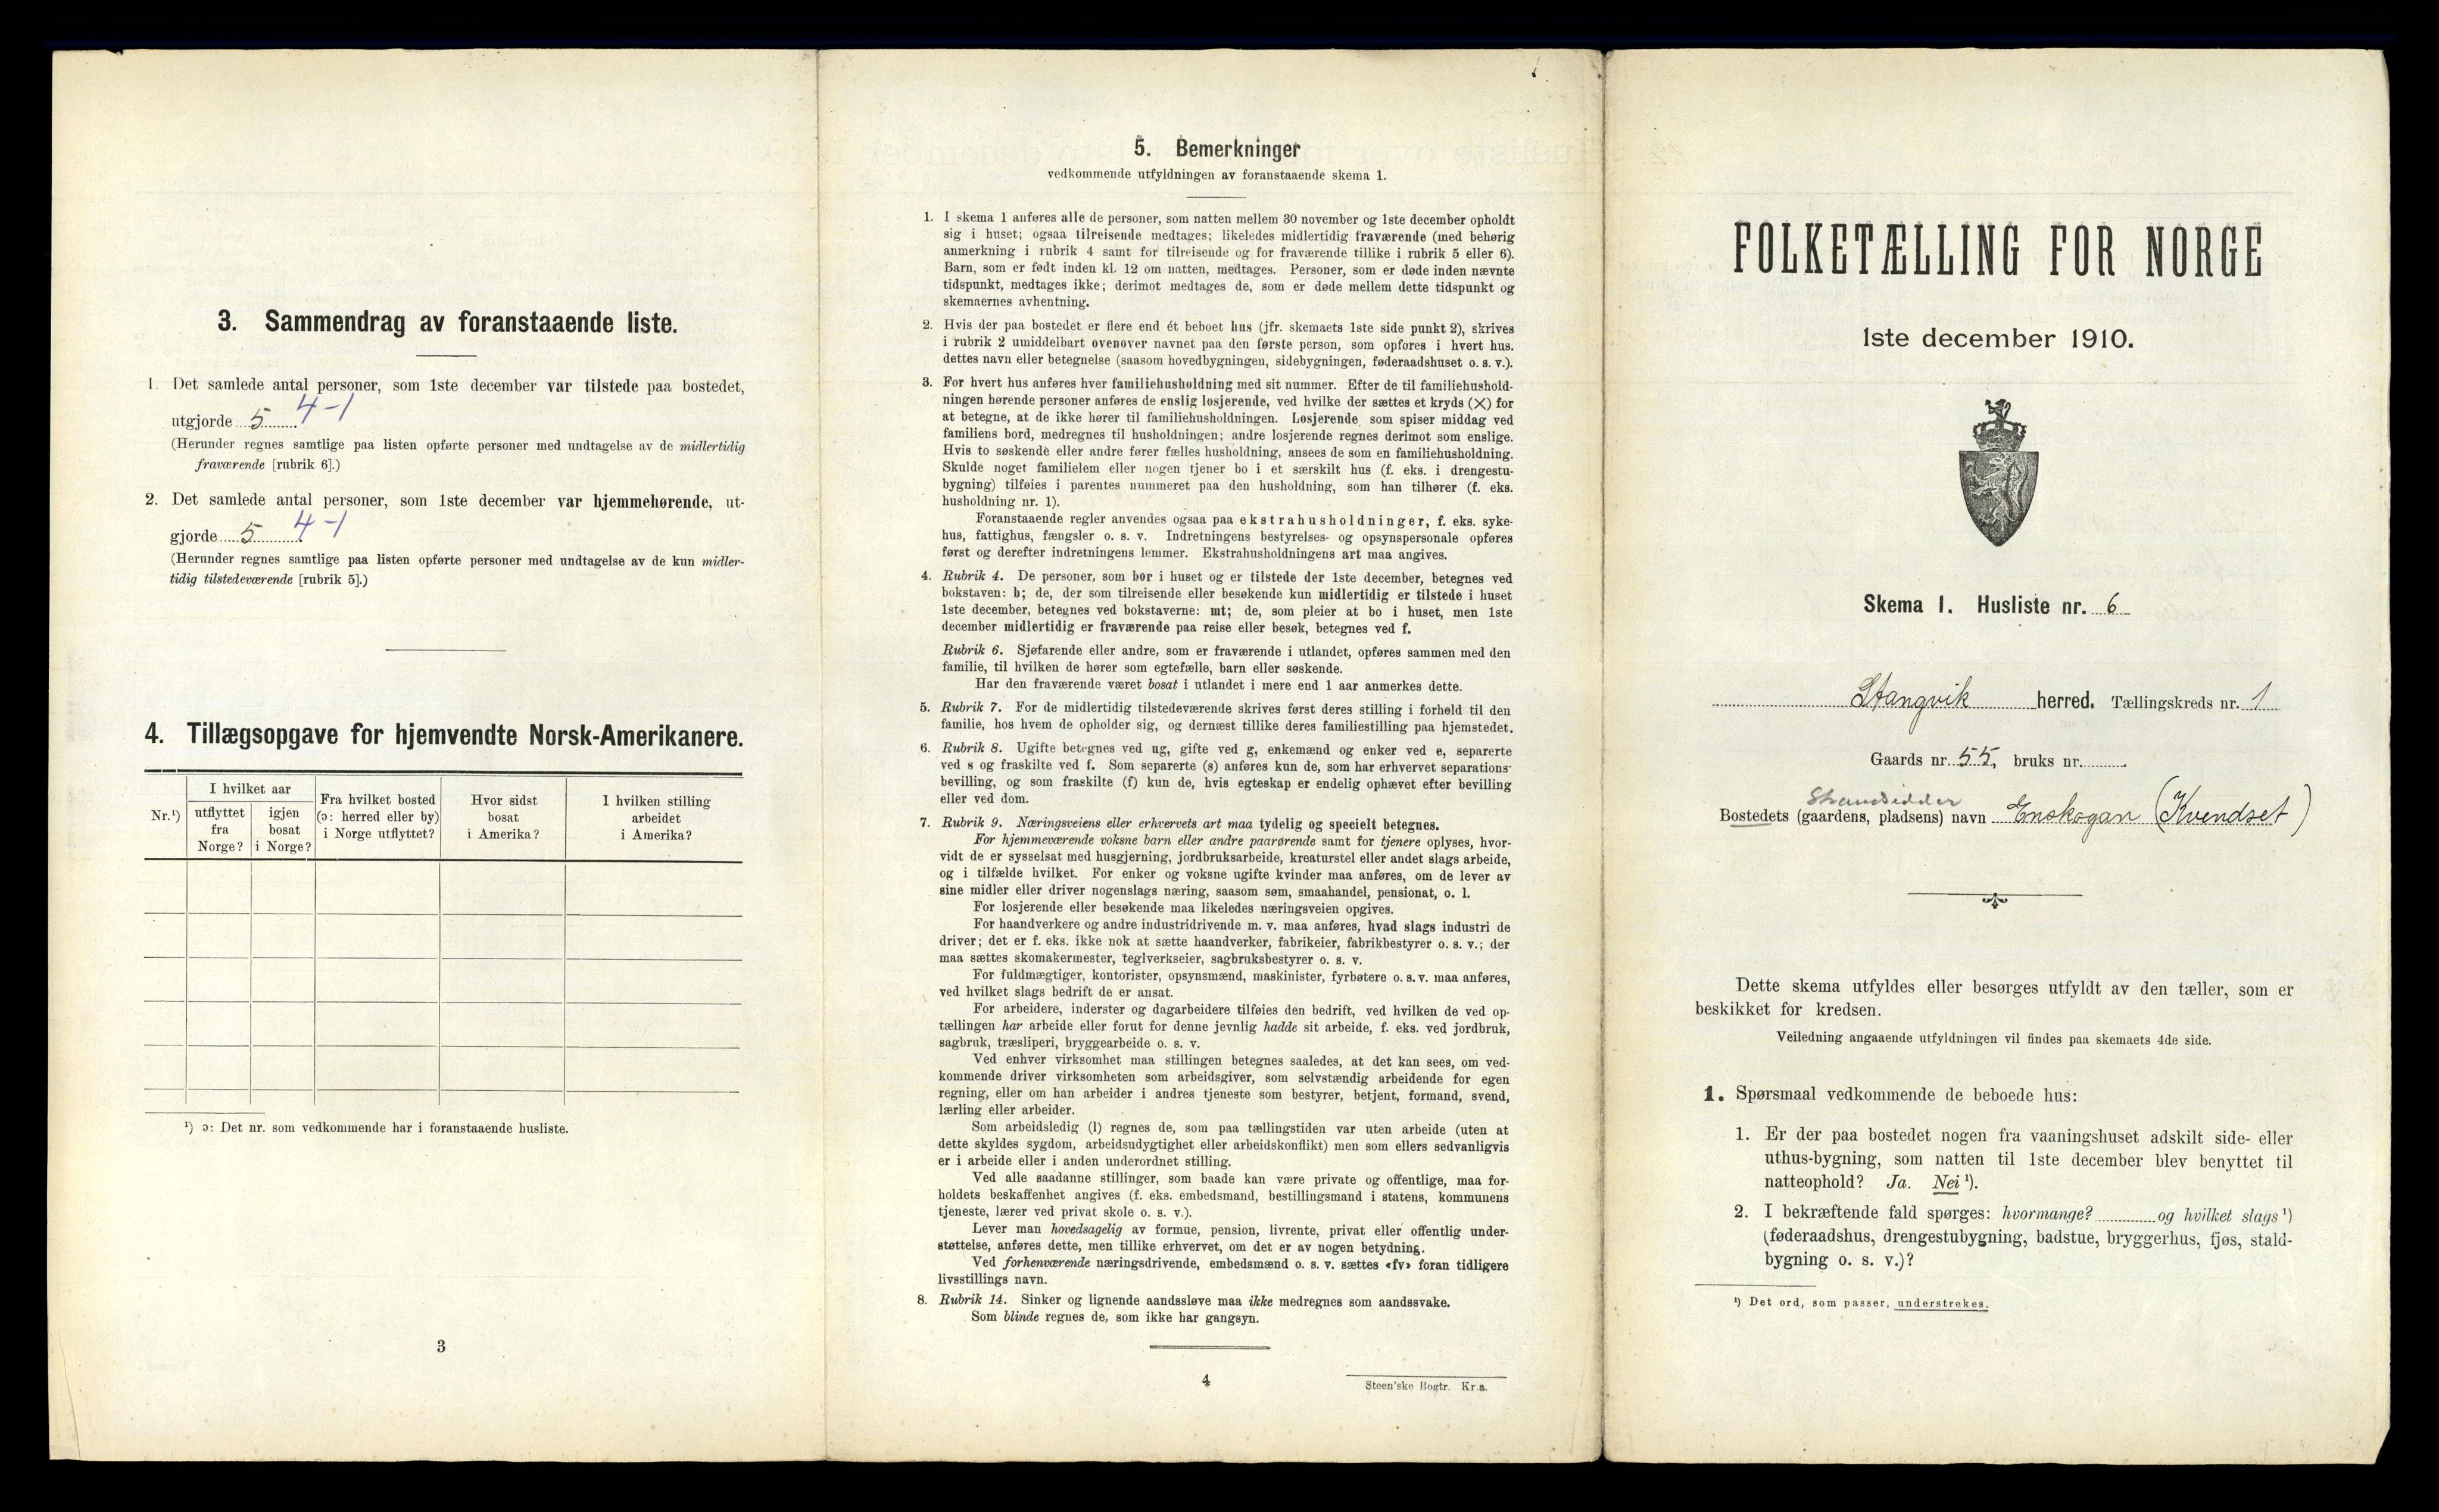 3. Sammendrag av foranstaaende liste.
1. Det samlede antal personer, som 1ste december var tilstede paa bostedet,
utgjorde 5 4-1
(Herunder regnes samtlige paa listen opførte personer med undtagelse av de midlertidig
fraværende [rubrik 6].)
2. Det samlede antal personer, som 1ste december var hjemmehørende, ut-
gjorde 5 4-1
(Herunder regnes samtlige paa listen opførte personer med undtagelse av de kun midler-
tidig tilstedeværende [rubrik 5].)
4. Tillægsopgave for hjemvendte Norsk-Amerikanere.
Nr.¹)
I hvilket aar
utflyttet
fra
Norge?
igjen
bosat
i Norge?
Fra hvilket bosted
(ɔ: herred eller by)
i Norge utflyttet?
Hvor sidst
bosat
i Amerika?
I hvilken stilling
arbeidet
i Amerika?
¹) ɔ: Det nr. som vedkommende har i foranstaaende husliste.
3
5. Bemerkninger
vedkommende utfyldningen av foranstaaende skema 1.
1. I skema 1 anføres alle de personer, som natten mellem 30 november og 1ste december opholdt
sig i huset; ogsaa tilreisende medtages; likeledes midlertidig fraværende (med behørig
anmerkning i rubrik 4 samt for tilreisende og for fraværende tillike i rubrik 5 eller 6).
Barn, som er født inden kl. 12 om natten, medtages. Personer, som er døde inden nævnte
tidspunkt, medtages ikke; derimot medtages de, som er døde mellem dette tidspunkt og
skemaernes avhentning.
2. Hvis der paa bostedet er flere end ét beboet hus (jfr. skemaets 1ste side punkt 2), skrives
i rubrik 2 umiddelbart ovenover navnet paa den første person, som opføres i hvert hus.
dettes navn eller betegnelse (saasom hovedbygningen, sidebygningen, føderaadshuset o. s. v.).
3. For hvert hus anføres hver familiehusholdning med sit nummer. Efter de til familiehushold-
ningen hørende personer anføres de enslig losjerende, ved hvilke der sættes et kryds (×) for
at betegne, at de ikke hører til familiehusholdningen. Losjerende som spiser middag ved
familiens bord, medregnes til husholdningen; andre losjerende regnes derimot som enslige.
Hvis to søskende eller andre fører fælles husholdning, ansees de som en familiehusholdning.
Skulde noget familielem eller nogen tjener bo i et særskilt hus (f. eks. i drengestu-
bygning) tilføies i parentes nummeret paa den husholdning, som han tilhører (f. eks.
husholdning nr. 1).
Foranstaaende regler anvendes ogsaa paa ekstrahusholdninger, f. eks. syke-
hus, fattighus, fængsler o. s. v. Indretningens bestyrelses- og opsynspersonale opføres
først og derefter indretningens lemmer. Ekstrahusholdningens art maa angives.
4. Rubrik 4. De personer, som bor i huset og er tilstede der 1ste december, betegnes ved
bokstaven: b; de, der som tilreisende eller besøkende kun midlertidig er tilstede i huset
1ste december, betegnes ved bokstaverne: mt; de, som pleier at bo i huset, men 1ste
december midlertidig er fraværende paa reise eller besøk, betegnes ved f.
Rubrik 6. Sjøfarende eller andre, som er fraværende i utlandet, opføres sammen med den
familie, til hvilken de hører som egtefælle, barn eller søskende.
Har den fraværende været bosat i utlandet i mere end 1 aar anmerkes dette.
5. Rubrik 7. For de midlertidig tilstedeværende skrives først deres stilling i forhold til den
familie, hos hvem de opholder sig, og dernæst tillike deres familiestilling paa hjemstedet.
6. Rubrik 8. Ugifte betegnes ved ug, gifte ved g, enkemænd og enker ved e, separerte
ved s og fraskilte ved f. Som separerte (s) anføres kun de, som har erhvervet separations-
bevilling, og som fraskilte (f) kun de, hvis egteskap er endelig ophævet efter bevilling
eller ved dom.
7. Rubrik 9. Næringsveiens eller erhvervets art maa tydelig og specielt betegnes.
For hjemmeværende voksne barn eller andre paarørende samt for tjenere oplyses, hvor-
vidt de er sysselsat med husgjerning, jordbruksarbeide, kreaturstel eller andet slags arbeide,
og i tilfælde hvilket. For enker og voksne ugifte kvinder maa anføres, om de lever av
sine midler eller driver nogenslags næring, saasom søm, smaahandel, pensionat, o. l.
For losjerende eller besøkende maa likeledes næringsveien opgives.
For haandverkere og andre industridrivende m. v. maa anføres, hvad slags industri de
driver; det er f. eks. ikke nok at sætte haandverker, fabrikeier, fabrikbestyrer o. s. v.; der
maa sættes skomakermester, teglverkseier, sagbruksbestyrer o. s. v.
For fuldmægtiger, kontorister, opsynsmænd, maskinister, fyrbøtere o. s. v. maa anføres,
ved hvilket slags bedrift de er ansat.
For arbeidere, inderster og dagarbeidere tilføies den bedrift, ved hvilken de ved op-
tællingen har arbeide eller forut for denne jevnlig hadde sit arbeide, f. eks. ved jordbruk,
sagbruk, træsliperi, bryggearbeide o. s. v.
Ved enhver virksomhet maa stillingen betegnes saaledes, at det kan sees, om ved-
kommende driver virksomheten som arbeidsgiver, som selvstændig arbeidende for egen
regning, eller om han arbeider i andres tjeneste som bestyrer, betjent, formand, svend,
lærling eller arbeider.
Som arbeidsledig (l) regnes de, som paa tællingstiden var uten arbeide (uten at
dette skyldes sygdom, arbeidsudygtighet eller arbeidskonflikt) men som ellers sedvanligvis
er i arbeide eller i anden underordnet stilling.
Ved alle saadanne stillinger, som baade kan være private og offentlige, maa for-
holdets beskaffenhet angives (f. eks. embedsmand, bestillingsmand i statens, kommunens
tjeneste, lærer ved privat skole o. s. v.).
Lever man hovedsagelig av formue, pension, livrente, privat eller offentlig under-
støttelse, anføres dette, men tillike erhvervet, om det er av nogen betydning.
Ved forhenværende næringsdrivende, embedsmænd o. s. v. sættes «fv» foran tidligere
livsstillings navn.
8. Rubrik 14. Sinker og lignende aandssløve maa ikke medregnes som aandssvake.
Som blinde regnes de, som ikke har gangsyn.
4
Steen'ske Bogtr. Kr.a.
FOLKETÆLLING FOR NORGE
1ste december 1910.
Skema 1. Husliste nr. 6
Stangvik herred. Tællingskreds nr. 1
Gaards nr. 55, bruks nr.
Strandsidder
Bostedets (gaardens, pladsens) navn Enskogan (Kvendset)
Dette skema utfyldes eller besørges utfyldt av den tæller, som er
beskikket for kredsen.
Veiledning angaaende utfyldningen vil findes paa skemaets 4de side.
1. Spørsmaal vedkommende de beboede hus:
1. Er der paa bostedet nogen fra vaaningshuset adskilt side- eller
uthus-bygning, som natten til 1ste december blev benyttet til
natteophold? Ja. Nei ¹).
2. I bekræftende fald spørges: hvormange? og hvilket slags ¹)
(føderaadshus, drengestubygning, badstue, bryggerhus, fjøs, stald-
bygning o. s. v.)?
¹) Det ord, som passer, understrekes.